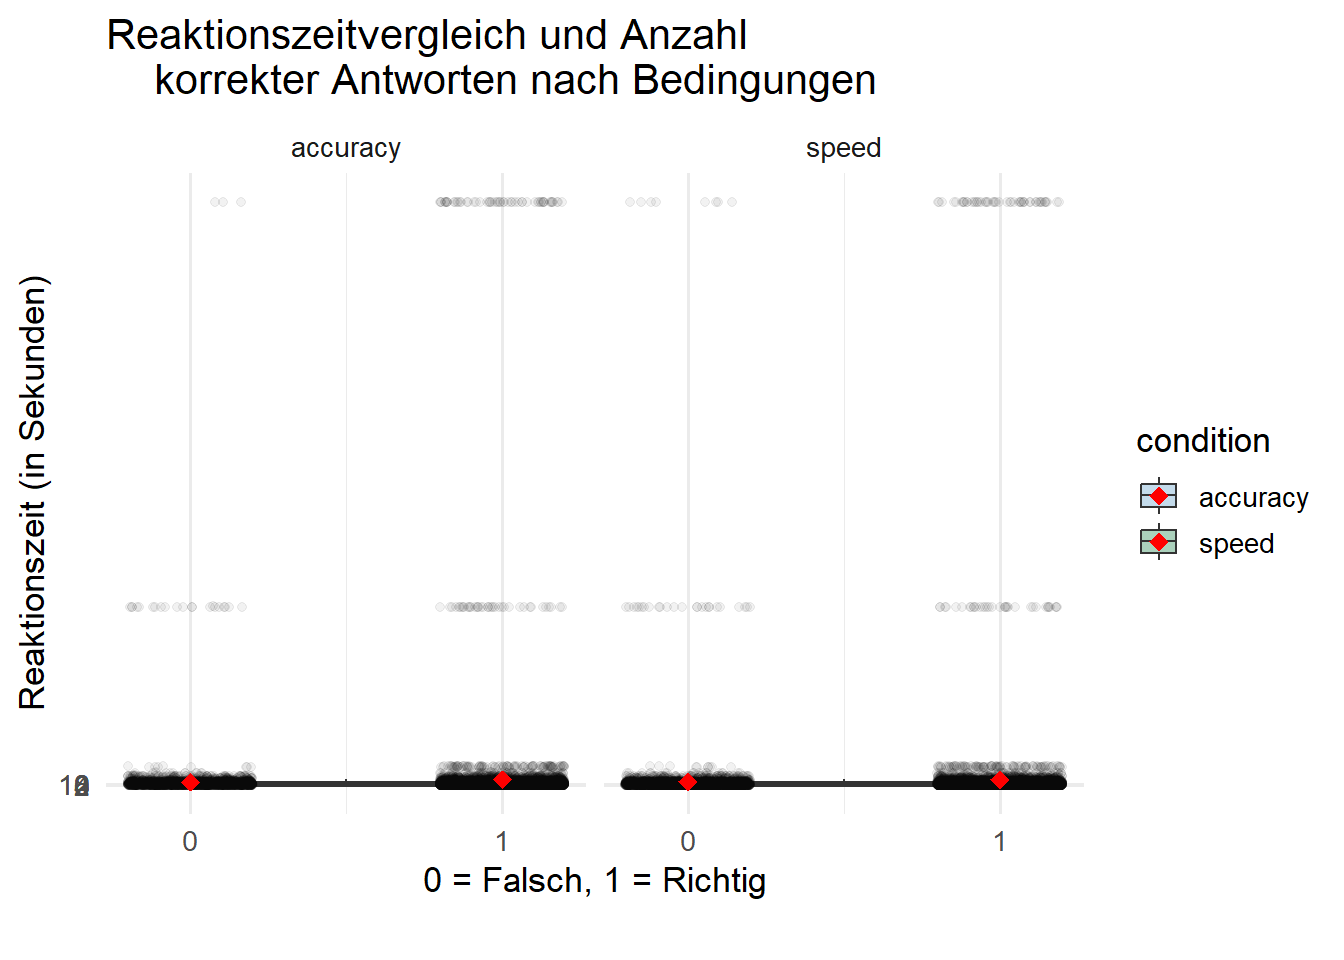 Reaktionszeitvergleich und Anzahl
korrekter Antworten nach Bedingungen
accuracy
speed
Reaktionszeit (in Sekunden)
0
1
0
1
0 = Falsch, 1 = Richtig
condition
accuracy
speed